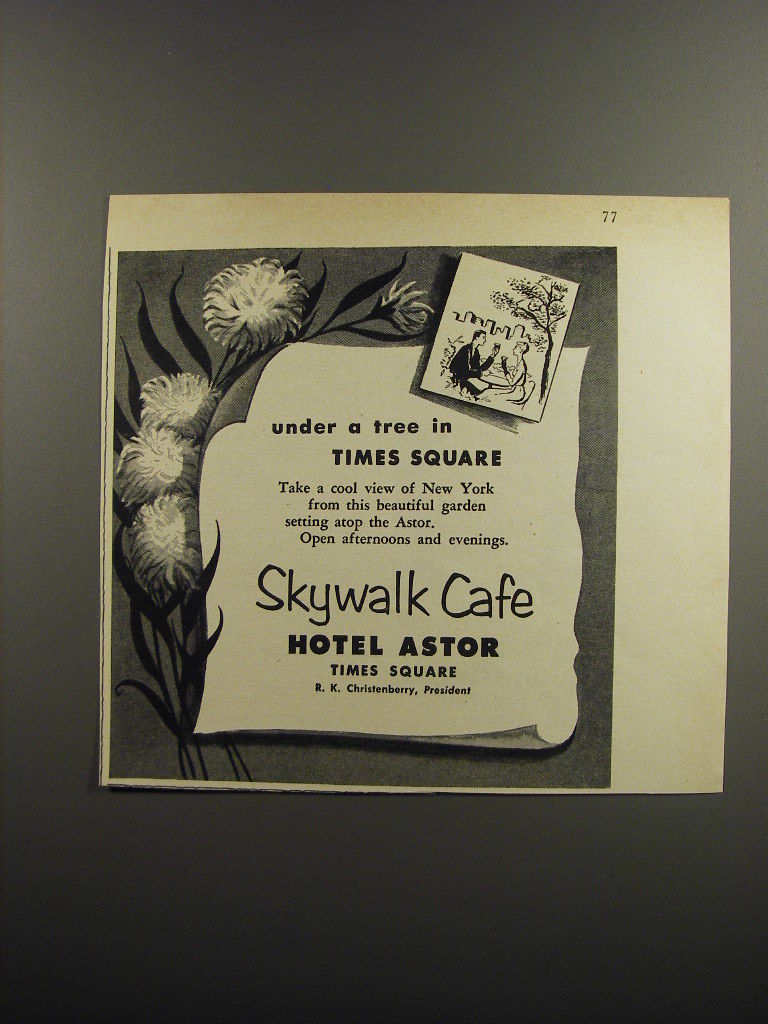 77
under a tree in
TIMES SQUARE
Take a cool view of New York
from this beautiful garden
setting atop the Astor.
Open afternoons and evenings.
Skywalk Cafe
HOTEL ASTOR
TIMES SQUARE
R. K. Christenberry, President